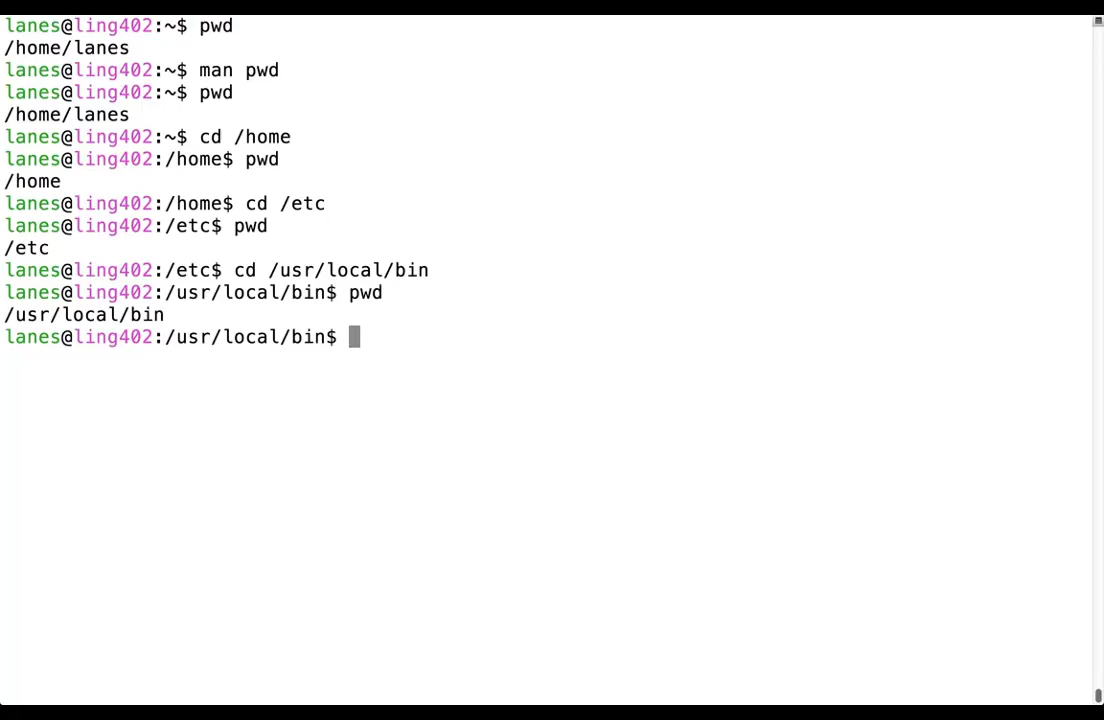 lanes@ling402:~$ pwd
/home/lanes
lanes@ling402:~$ man pwd
lanes@ling402:~$ pwd
/home/lanes
lanes@ling402:~$ cd /home
lanes@ling402:/home$ pwd
/home
lanes@ling402:/home$ cd /etc
lanes@ling402:/etc$ pwd
/etc
lanes@ling402:/etc$ cd /usr/local/bin
lanes@ling402:/usr/local/bin$ pwd
/usr/local/bin
lanes@ling402:/usr/local/bin$